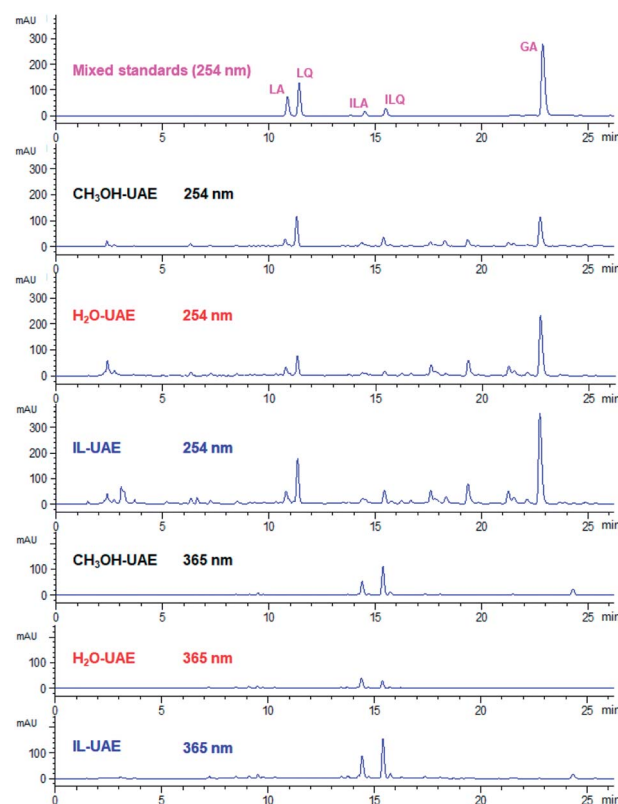 mAU
300
200
100
0
Mixed standards (254 nm)
LA
LQ
ILA
ILQ
GA
0 5 10 15 20 25 min
mAU
300
200
100
0
CH₃OH-UAE 254 nm
0 5 10 15 20 25 min
mAU
300
200
100
0
H₂O-UAE 254 nm
0 5 10 15 20 25 min
mAU
300
200
100
0
IL-UAE 254 nm
0 5 10 15 20 25 min
mAU
100
0
CH₃OH-UAE 365 nm
0 5 10 15 20 25 min
mAU
100
0
H₂O-UAE 365 nm
0 5 10 15 20 25 min
mAU
100
0
IL-UAE 365 nm
0 5 10 15 20 25 min